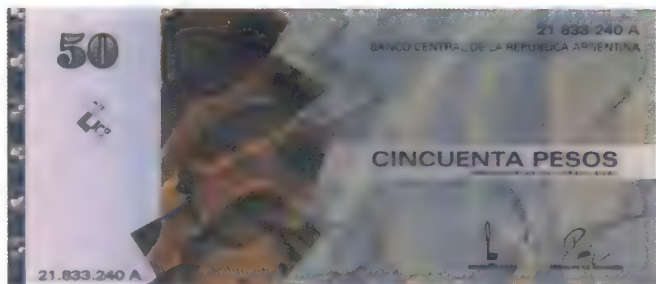 50
21 833 240 A
BANCO CENTRAL DE LA REPUBLICA ARGENTINA
CINCUENTA PESOS
21.833.240 A